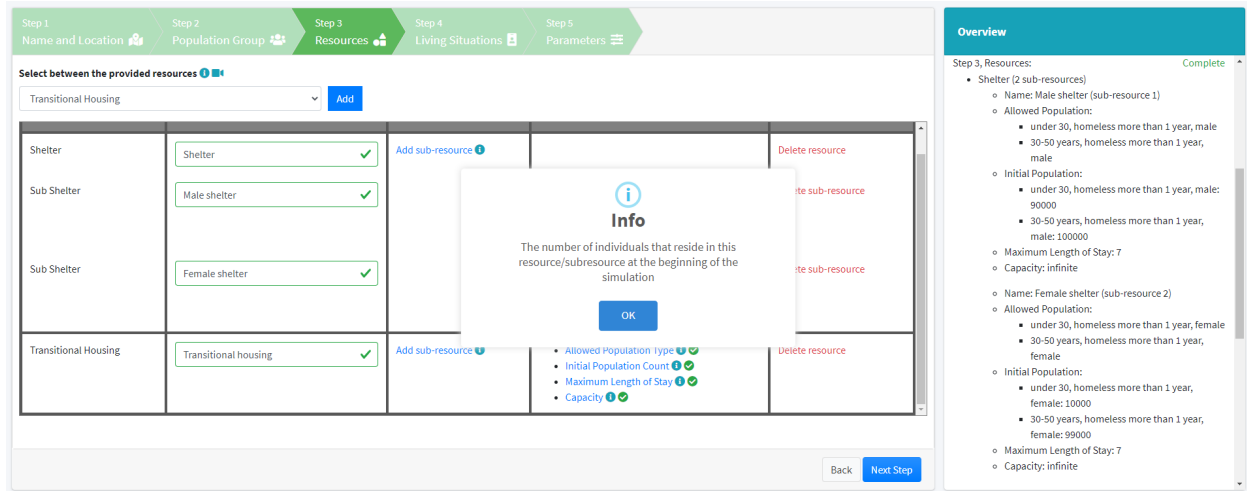 Step 1
Name and Location
Step 2
Population Group
Step 3
Resources
Step 4
Living Situations
Step 5
Parameters
Select between the provided resources
Transitional Housing
Add
Shelter
Shelter
Add sub-resource
Delete resource
Sub Shelter
Male shelter
ete sub-resource
Sub Shelter
Female shelter
ete sub-resource
Info
The number of individuals that reside in this
resource/subresource at the beginning of the
simulation
OK
Transitional Housing
Transitional housing
Add sub-resource
Allowed Population Type
Initial Population Count
Maximum Length of Stay
Capacity
Delete resource
Back
Next Step
Overview
Step 3, Resources: Complete
Shelter (2 sub-resources)
Name: Male shelter (sub-resource 1)
Allowed Population:
under 30, homeless more than 1 year, male
30-50 years, homeless more than 1 year,
male
Initial Population:
under 30, homeless more than 1 year, male:
90000
30-50 years, homeless more than 1 year,
male: 100000
Maximum Length of Stay: 7
Capacity: infinite
Name: Female shelter (sub-resource 2)
Allowed Population:
under 30, homeless more than 1 year, female
30-50 years, homeless more than 1 year,
female
Initial Population:
under 30, homeless more than 1 year,
female: 10000
30-50 years, homeless more than 1 year,
female: 99000
Maximum Length of Stay: 7
Capacity: infinite